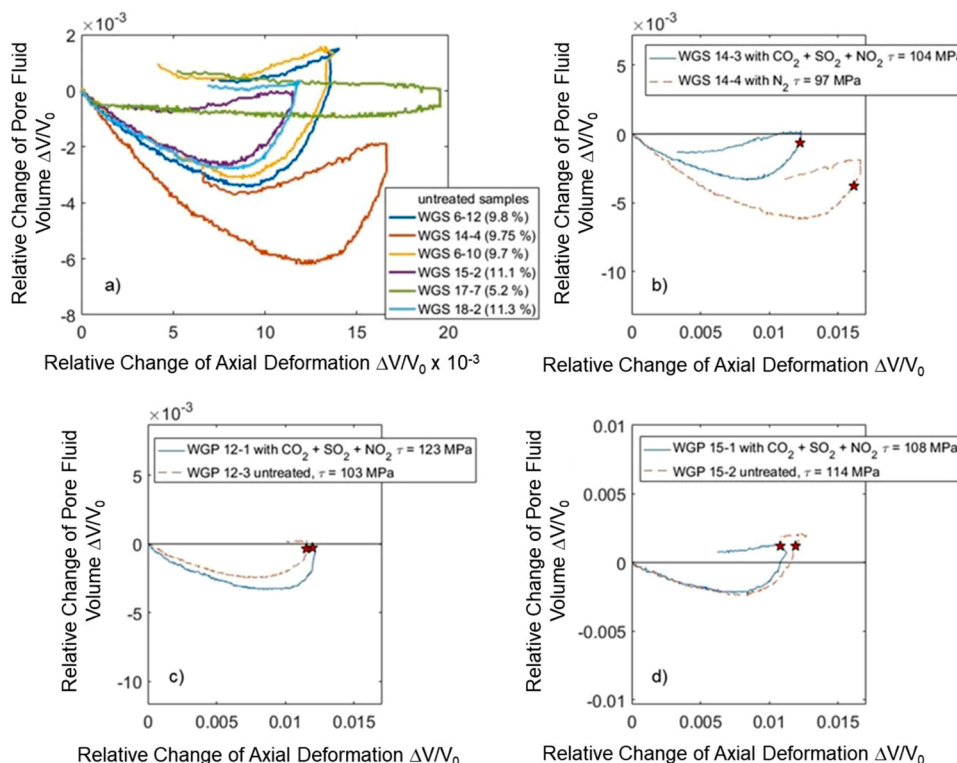 × 10⁻³
Relative Change of Pore Fluid
Volume ΔV/V₀
2
0
-2
-4
-6
-8
a)
untreated samples
WGS 6-12 (9.8 %)
WGS 14-4 (9.75 %)
WGS 6-10 (9.7 %)
WGS 15-2 (11.1 %)
WGS 17-7 (5.2 %)
WGS 18-2 (11.3 %)
0 5 10 15 20
Relative Change of Axial Deformation ΔV/V₀ x 10⁻³
×10⁻³
Relative Change of Pore Fluid
Volume ΔV/V₀
5
0
-5
-10
WGS 14-3 with CO₂ + SO₂ + NO₂ τ = 104 MPa
WGS 14-4 with N₂ τ = 97 MPa
b)
0 0.005 0.01 0.015
Relative Change of Axial Deformation ΔV/V₀
×10⁻³
Relative Change of Pore Fluid
Volume ΔV/V₀
5
0
-5
-10
WGP 12-1 with CO₂ + SO₂ + NO₂ τ = 123 MPa
WGP 12-3 untreated, τ = 103 MPa
c)
0 0.005 0.01 0.015
Relative Change of Axial Deformation ΔV/V₀
Relative Change of Pore Fluid
Volume ΔV/V₀
0.01
0.005
0
-0.005
-0.01
WGP 15-1 with CO₂ + SO₂ + NO₂ τ = 108 MPa
WGP 15-2 untreated, τ = 114 MPa
d)
0 0.005 0.01 0.015
Relative Change of Axial Deformation ΔV/V₀